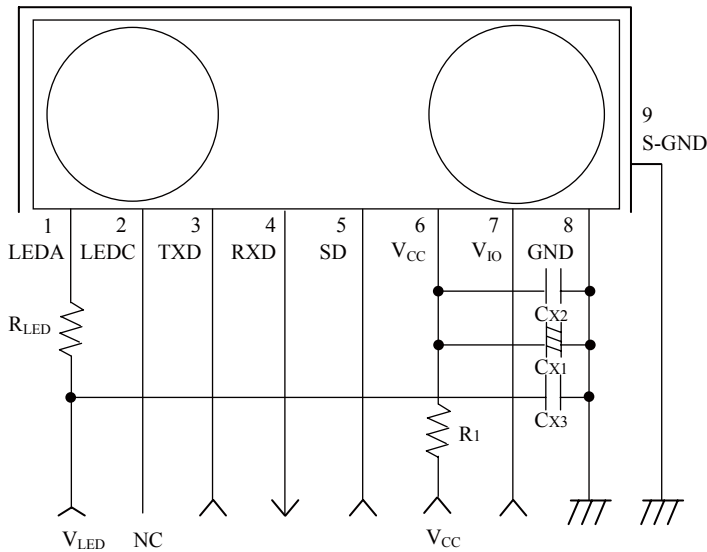 9
S-GND
1 2 3 4 5 6 7 8
LEDA LEDC TXD RXD SD VCC VIO GND
RLED
CX2
CX1
CX3
R1
VLED NC VCC